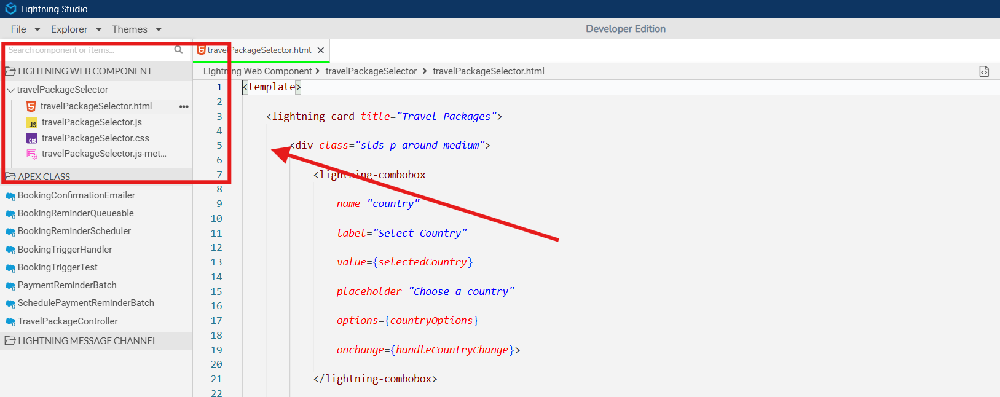 Lightning Studio
File Explorer Themes Developer Edition
Search component or items...
LIGHTNING WEB COMPONENT
travelPackageSelector
travelPackageSelector.html
travelPackageSelector.js
travelPackageSelector.css
travelPackageSelector.js-met...
APEX CLASS
BookingConfirmationEmailer
BookingReminderQueueable
BookingReminderScheduler
BookingTriggerHandler
BookingTriggerTest
PaymentReminderBatch
SchedulePaymentReminderBatch
TravelPackageController
LIGHTNING MESSAGE CHANNEL
travelPackageSelector.html
Lightning Web Component > travelPackageSelector > travelPackageSelector.html
1 <template>
2
3 <lightning-card title="Travel Packages">
4
5 <div class="slds-p-around_medium">
6
7 <lightning-combobox
8
9 name="country"
10
11 label="Select Country"
12
13 value={selectedCountry}
14
15 placeholder="Choose a country"
16
17 options={countryOptions}
18
19 onchange={handleCountryChange}>
20
21 </lightning-combobox>
22